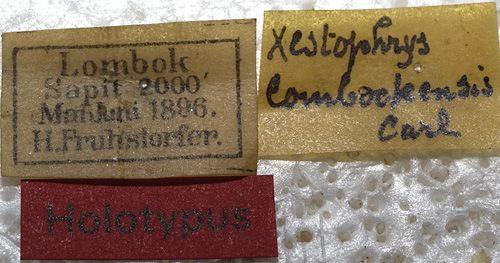 Lombok
Sapit 2000'
Mai-Juni 1896.
H. Fruhstorfer.
Xestophrys
Lombockensis
Carl
Holotypus